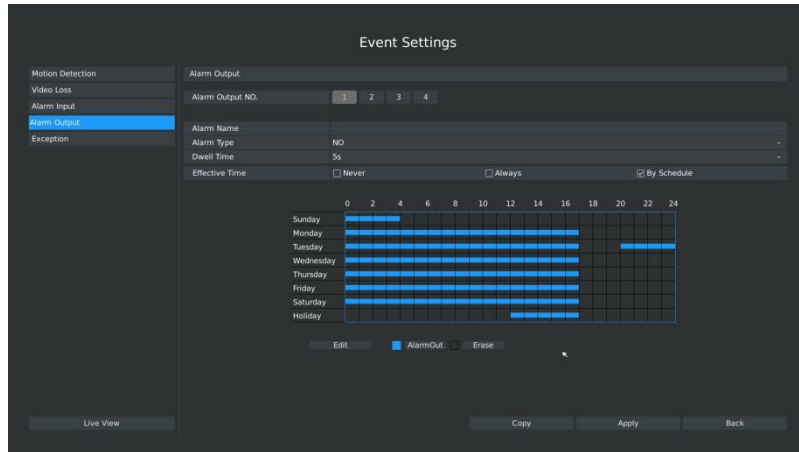 Event Settings
Motion Detection
Video Loss
Alarm Input
Alarm Output
Exception
Alarm Output
Alarm Output NO. 1 2 3 4
Alarm Name
Alarm Type NO
Dwell Time 5s
Effective Time Never Always By Schedule
0 2 4 6 8 10 12 14 16 18 20 22 24
Sunday
Monday
Tuesday
Wednesday
Thursday
Friday
Saturday
Holiday
Edit AlarmOut Erase
Live View Copy Apply Back